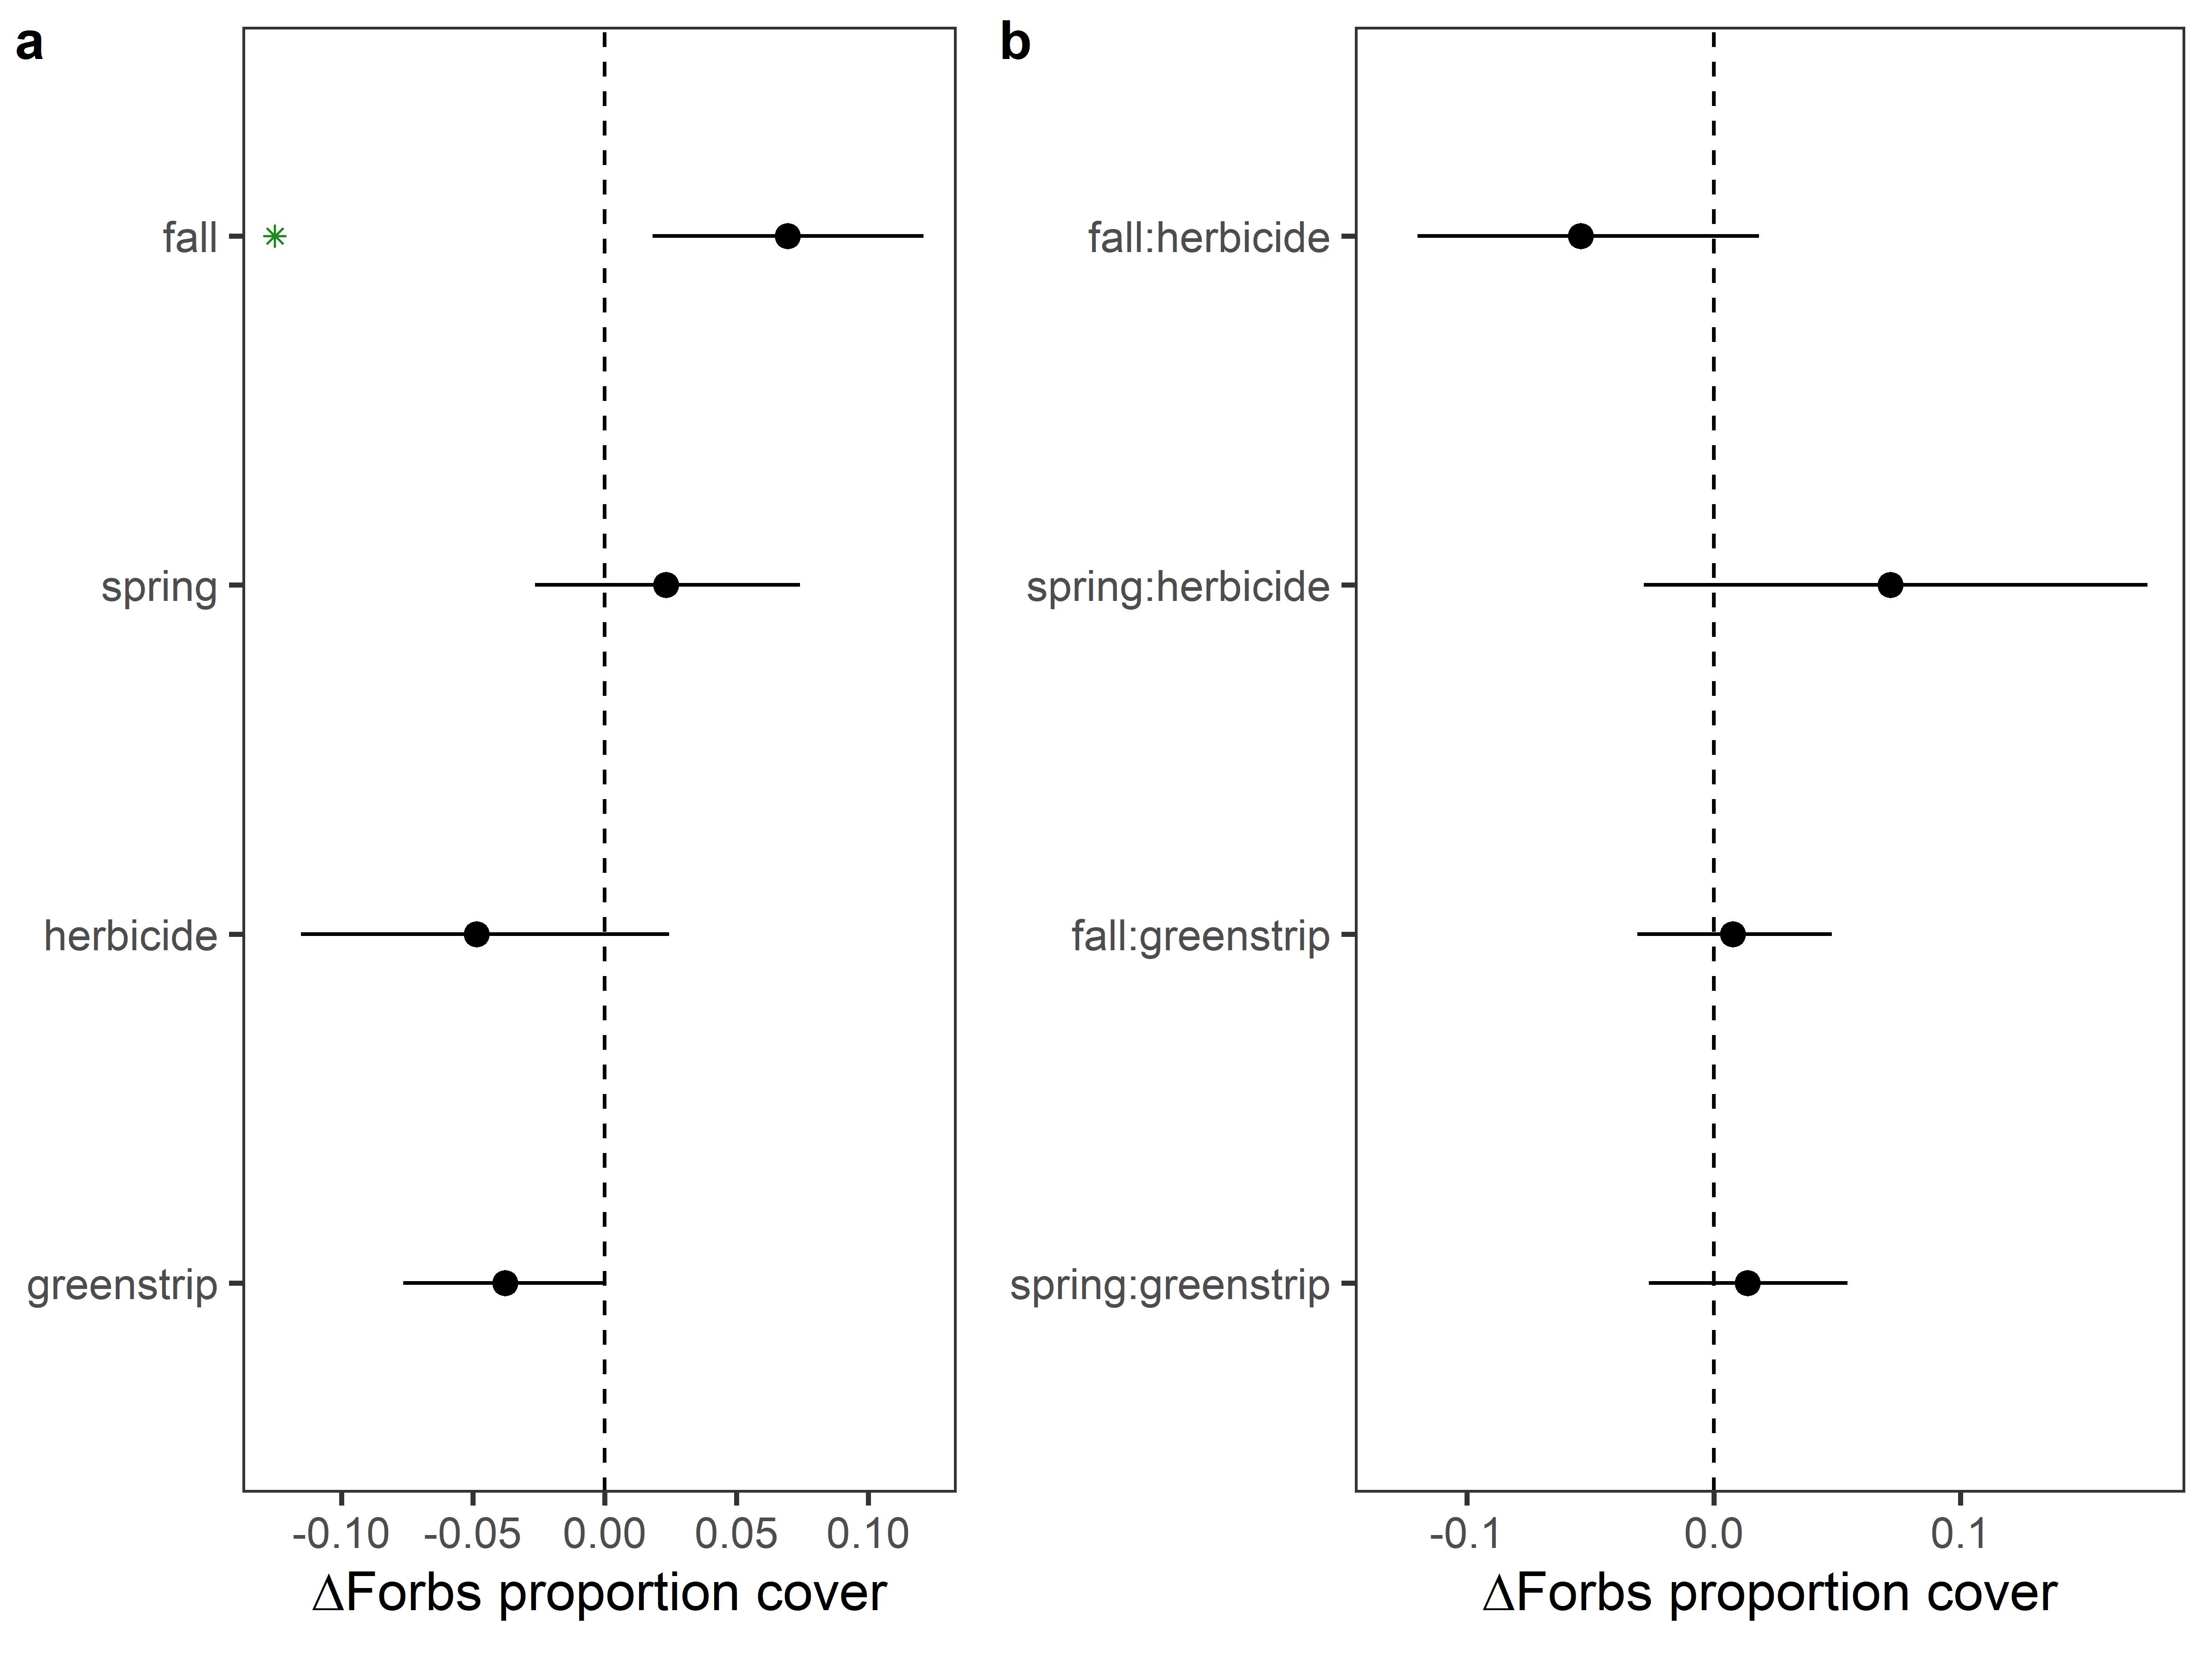 a
fall
*
spring
herbicide
greenstrip
-0.10 -0.05 0.00 0.05 0.10
ΔForbs proportion cover
b
fall:herbicide
spring:herbicide
fall:greenstrip
spring:greenstrip
-0.1 0.0 0.1
ΔForbs proportion cover